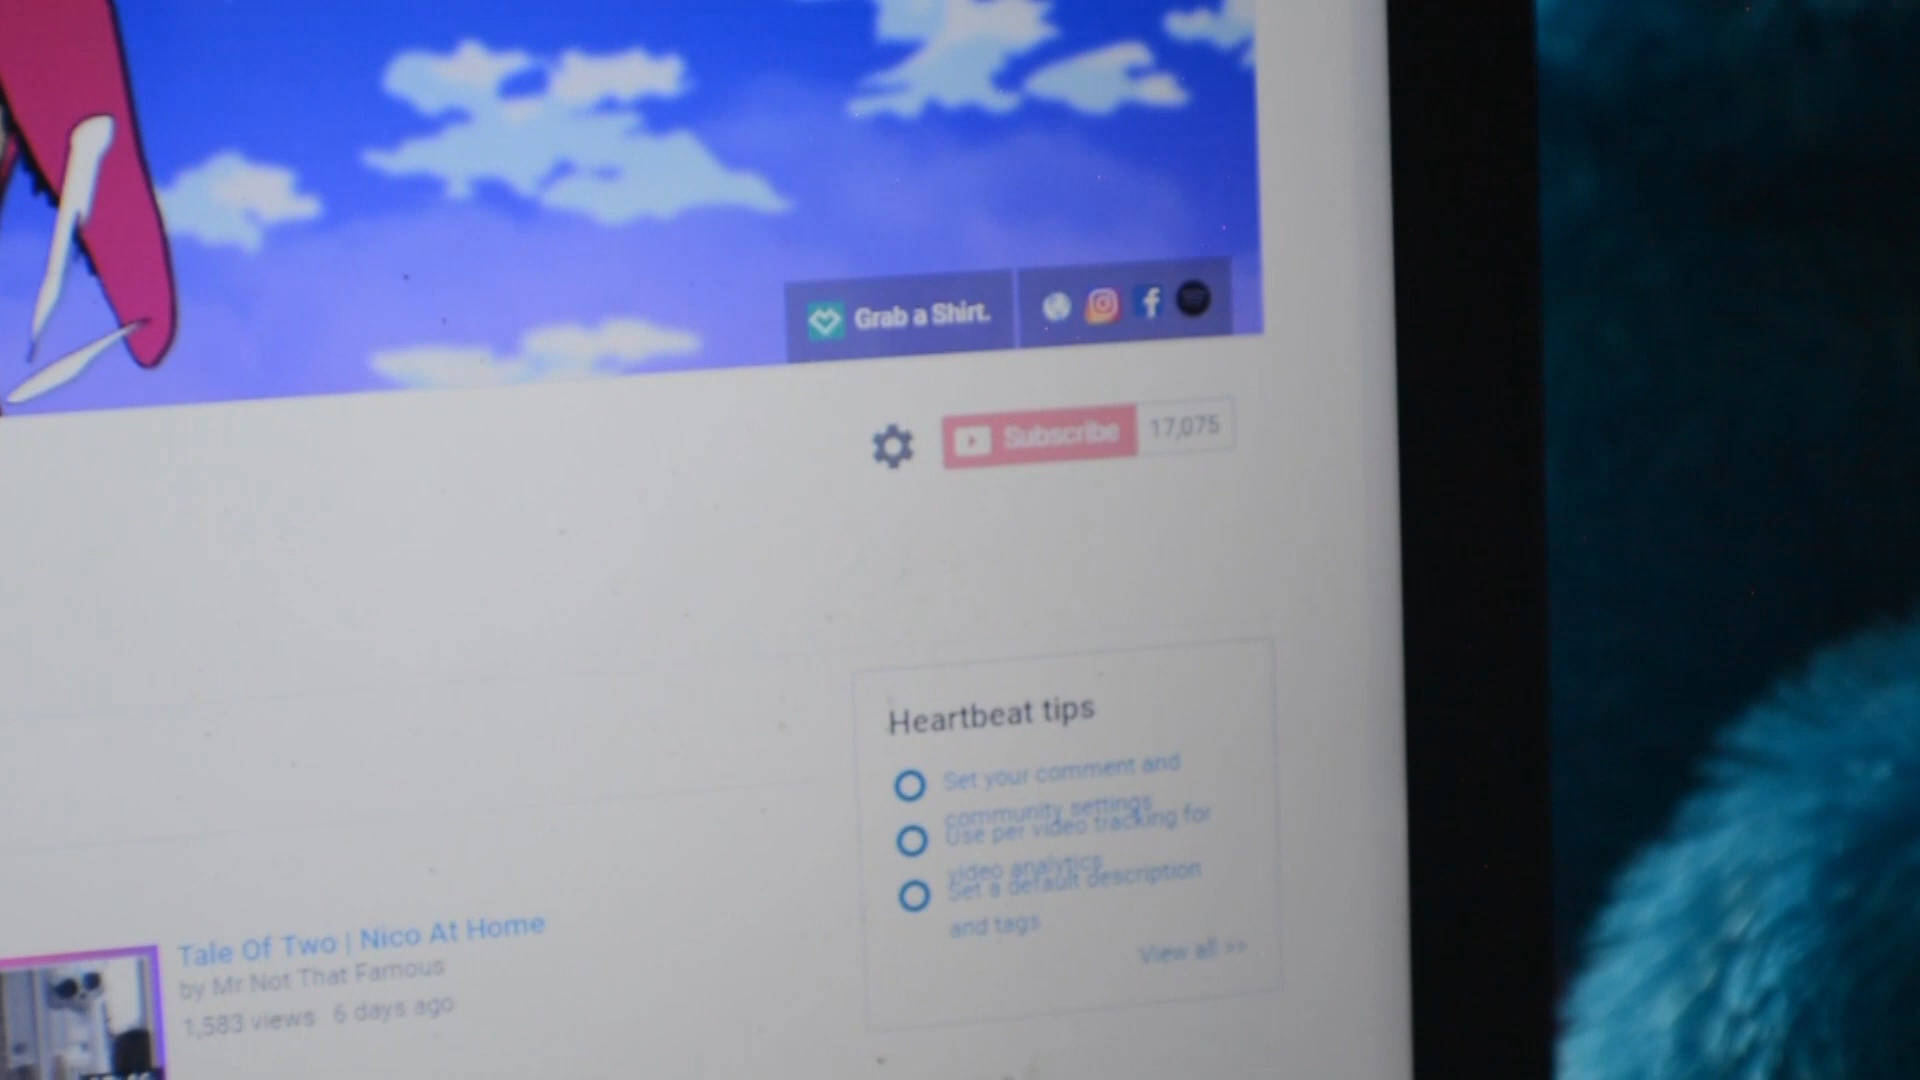 Grab a Shirt.
Subscribe 17,075
Heartbeat tips
Set your comment and
community settings
Use per video tracking for
video analytics
Set a default description
and tags
View all >>
Tale Of Two | Nico At Home
by Mr Not That Famous
1,583 views 6 days ago